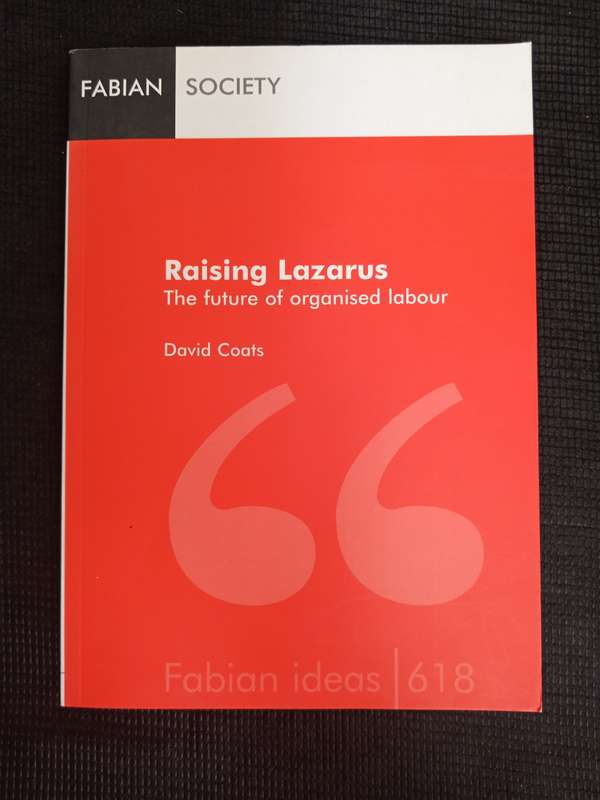 FABIAN SOCIETY
Raising Lazarus
The future of organised labour
David Coats
“
Fabian ideas | 618